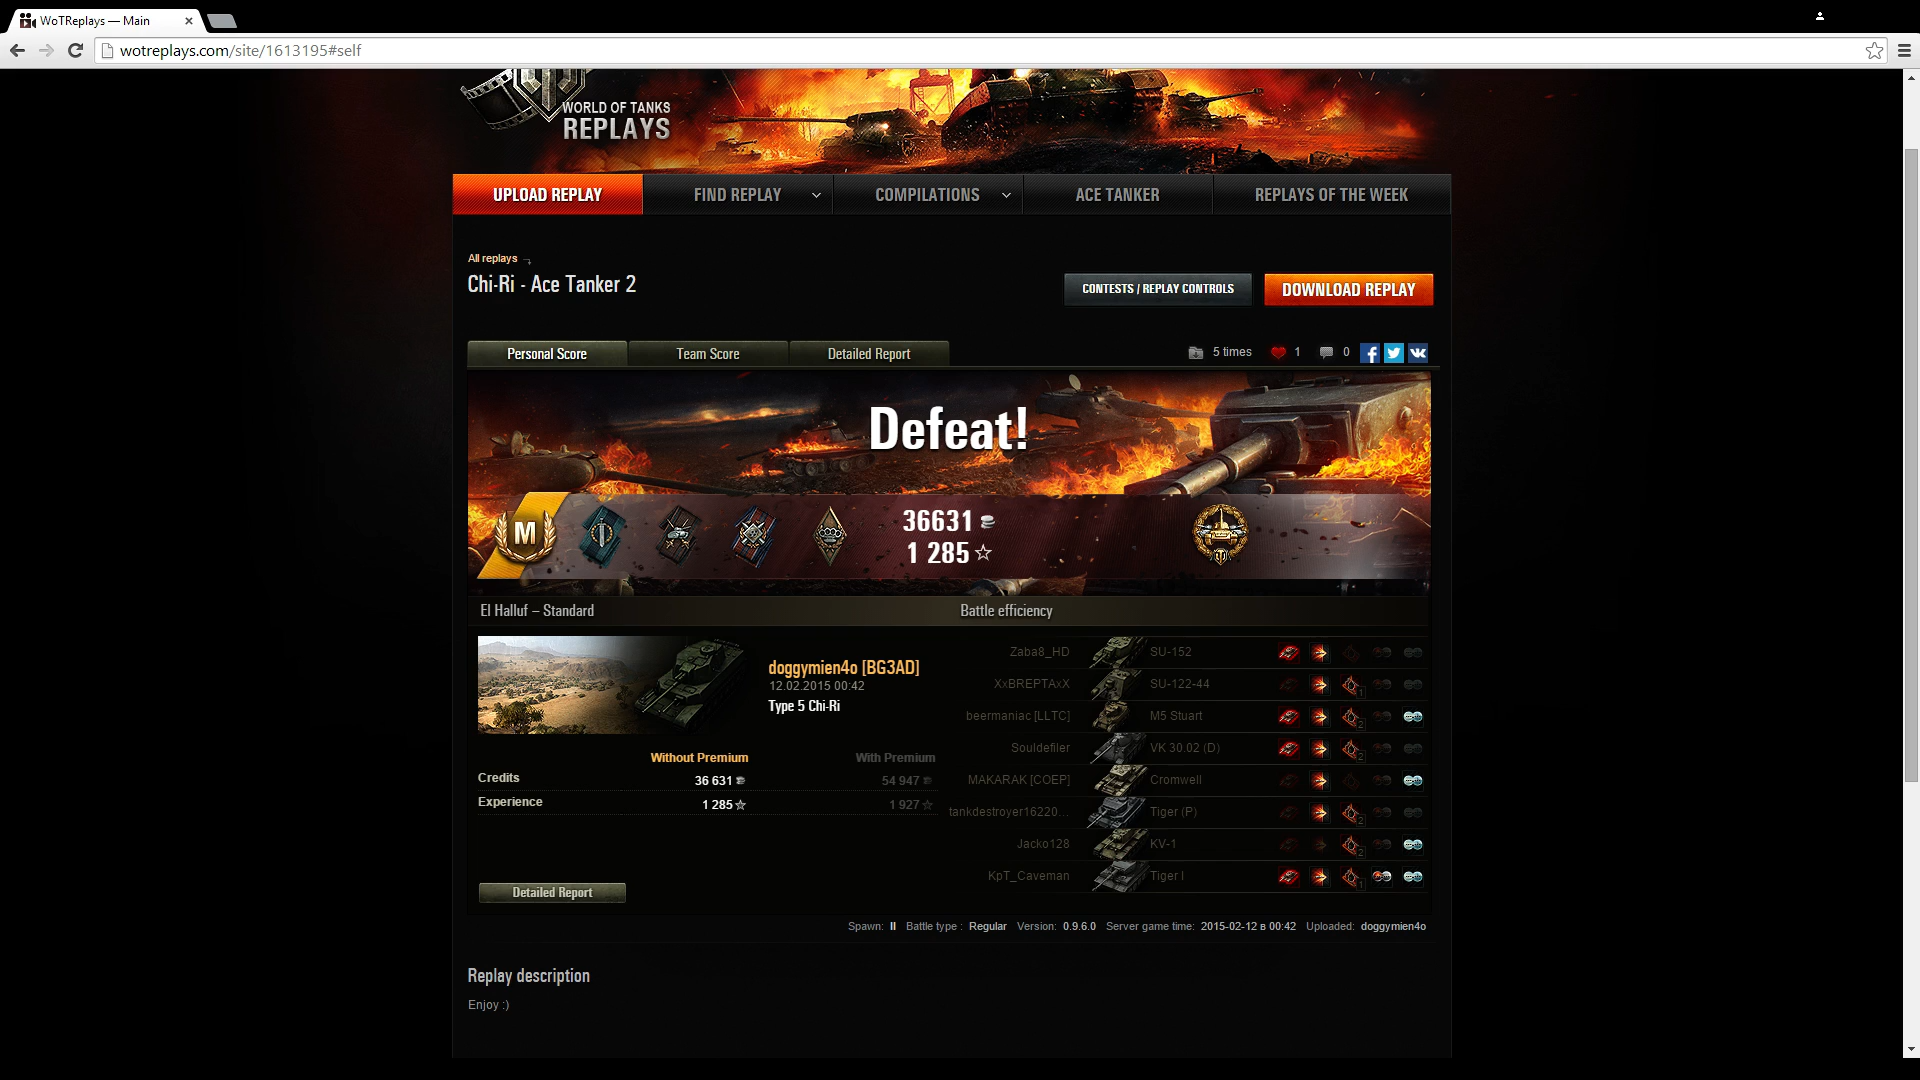 WoTReplays — Main
wotreplays.com/site/1613195#self
WORLD OF TANKS
REPLAYS
UPLOAD REPLAY
FIND REPLAY
COMPILATIONS
ACE TANKER
REPLAYS OF THE WEEK
All replays
Chi-Ri - Ace Tanker 2
CONTESTS / REPLAY CONTROLS
DOWNLOAD REPLAY
Personal Score
Team Score
Detailed Report
5 times
1
0
Defeat!
M
36631
1 285
El Halluf – Standard
Battle efficiency
doggymien4o [BG3AD]
12.02.2015 00:42
Type 5 Chi-Ri
Without Premium With Premium
Credits 36 631 54 947
Experience 1 285 1 927
Detailed Report
Zaba8_HD SU-152
XxBREPTAxX SU-122-44 1
beermaniac [LLTC] M5 Stuart 2
Souldefiler VK 30.02 (D) 2
MAKARAK [COEP] Cromwell
tankdestroyer16220... Tiger (P) 2
Jacko128 KV-1 2
KpT_Caveman Tiger I 1
Spawn: II Battle type : Regular Version: 0.9.6.0 Server game time: 2015-02-12 в 00:42 Uploaded: doggymien4o
Replay description
Enjoy :)